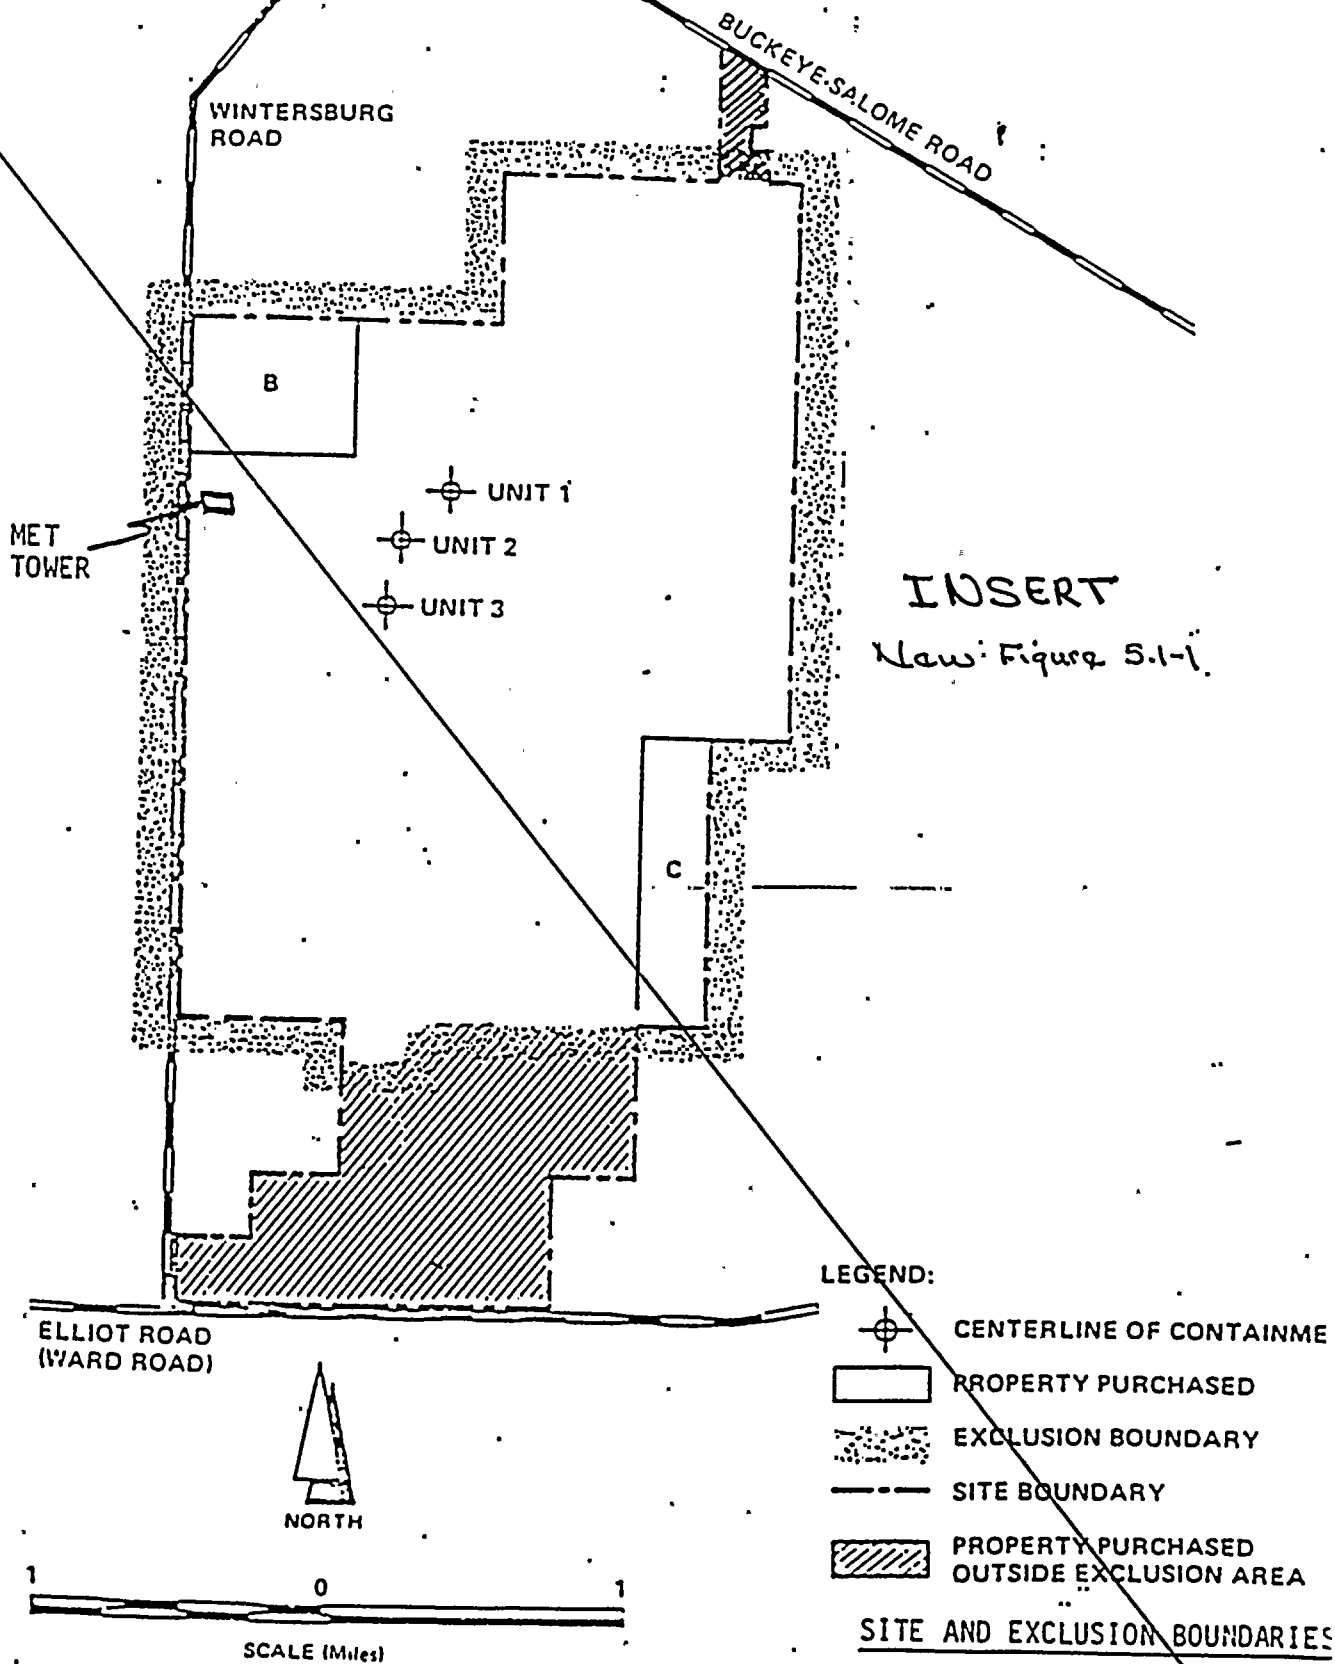 BUCKEYE-SALOME ROAD
WINTERSBURG
ROAD
B
UNIT 1
MET
TOWER
UNIT 2
UNIT 3
INSERT
New Figure 5.1-1
C
LEGEND:
CENTERLINE OF CONTAINME
PROPERTY PURCHASED
EXCLUSION BOUNDARY
SITE BOUNDARY
PROPERTY PURCHASED
OUTSIDE EXCLUSION AREA
ELLIOT ROAD
(WARD ROAD)
NORTH
1 0 1
SCALE (Miles)
SITE AND EXCLUSION BOUNDARIES